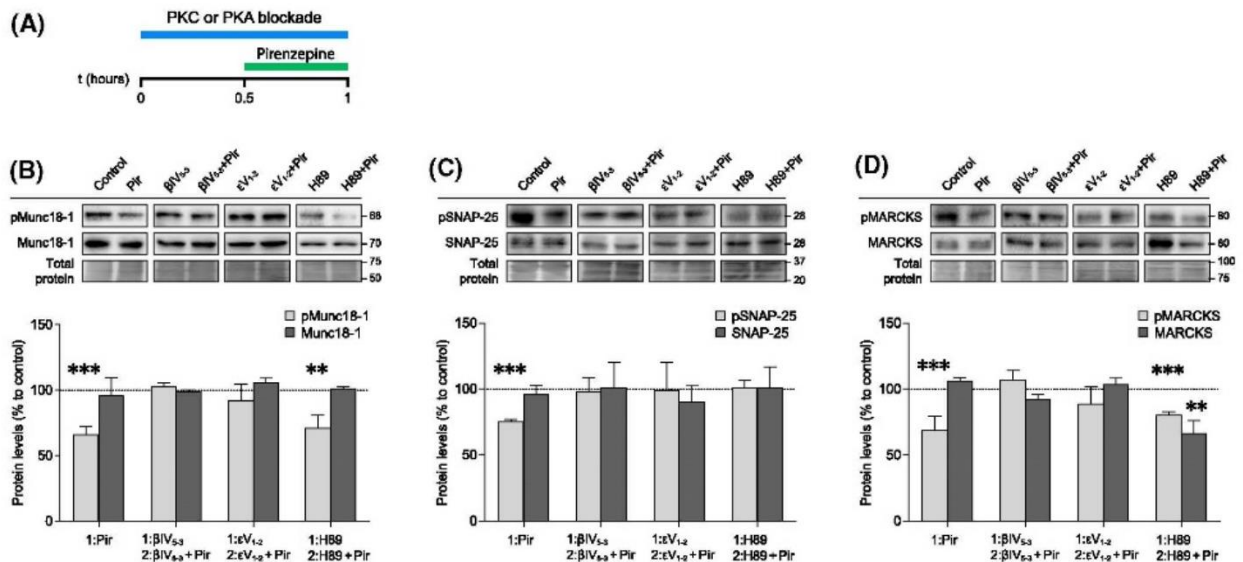 (A)
PKC or PKA blockade
Pirenzepine
t (hours)
0 0.5 1
(B)
Control Pir βIV5-3 βIV5-3+Pir εV1-2 εV1-2+Pir H89 H89+Pir
pMunc18-1 68
Munc18-1 70
Total protein 75 50
pMunc18-1
Munc18-1
Protein levels (% to control)
150
100
50
0
*** **
1:Pir 1:βIV5-3 1:εV1-2 1:H89
2:βIV5-3+Pir 2:εV1-2+Pir 2:H89+Pir
(C)
Control Pir βIV5-3 βIV5-3+Pir εV1-2 εV1-2+Pir H89 H89+Pir
pSNAP-25 28
SNAP-25 28
Total protein 37 20
pSNAP-25
SNAP-25
Protein levels (% to control)
150
100
50
0
***
1:Pir 1:βIV5-3 1:εV1-2 1:H89
2:βIV5-3+Pir 2:εV1-2+Pir 2:H89+Pir
(D)
Control Pir βIV5-3 βIV5-3+Pir εV1-2 εV1-2+Pir H89 H89+Pir
pMARCKS 80
MARCKS 80
Total protein 100 75
pMARCKS
MARCKS
Protein levels (% to control)
150
100
50
0
*** *** **
1:Pir 1:βIV5-3 1:εV1-2 1:H89
2:βIV5-3+Pir 2:εV1-2+Pir 2:H89+Pir